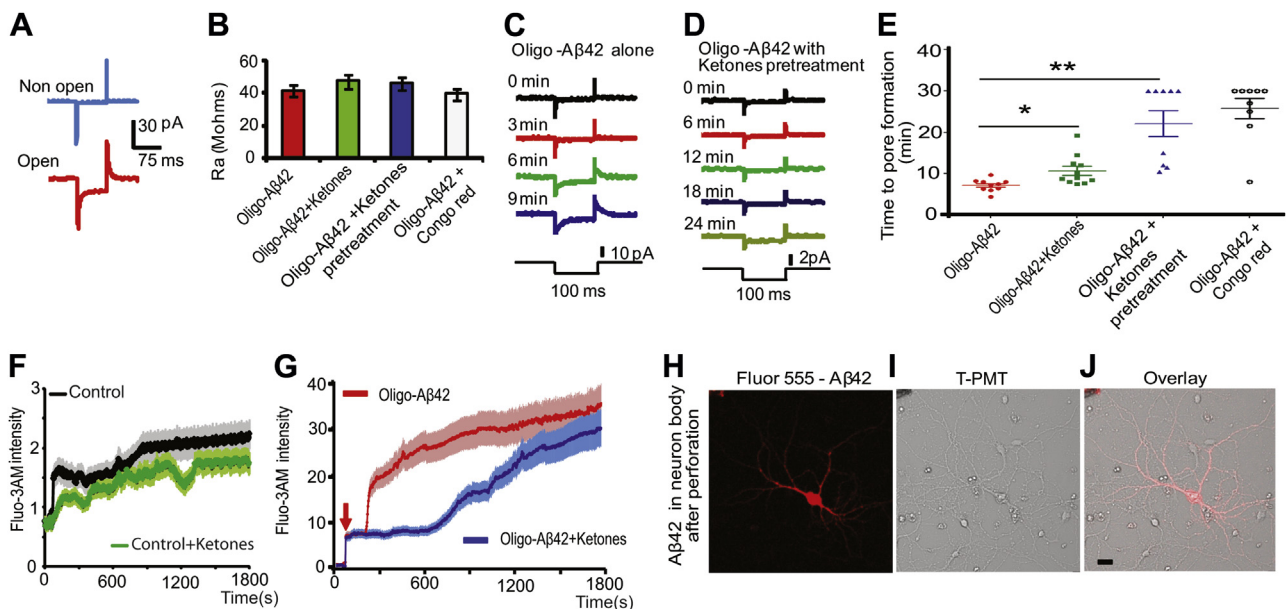 A
Non open
30 pA
75 ms
Open
B
Ra (Mohms)
60
40
20
0
Oligo-Aβ42
Oligo-Aβ42+Ketones
Oligo-Aβ42 +Ketones
pretreatment
Oligo-Aβ42 +
Congo red
C
Oligo -Aβ42 alone
0 min
3 min
6 min
9 min
10 pA
100 ms
D
Oligo -Aβ42 with
Ketones pretreatment
0 min
6 min
12 min
18 min
24 min
2pA
100 ms
E
Time to pore formation
(min)
40
30
20
10
0
**
*
Oligo-Aβ42
Oligo-Aβ42+Ketones
Oligo-Aβ42 +
Ketones
pretreatment
Oligo-Aβ42 +
Congo red
F
Fluo-3AM intensity
3
2
1
0
Control
Control+Ketones
0 600 1200 1800
Time(s)
G
Fluo-3AM intensity
40
30
20
10
0
Oligo-Aβ42
Oligo-Aβ42+Ketones
0 600 1200 1800
Time(s)
H
Fluor 555 - Aβ42
Aβ42 in neuron body
after perforation
I
T-PMT
J
Overlay